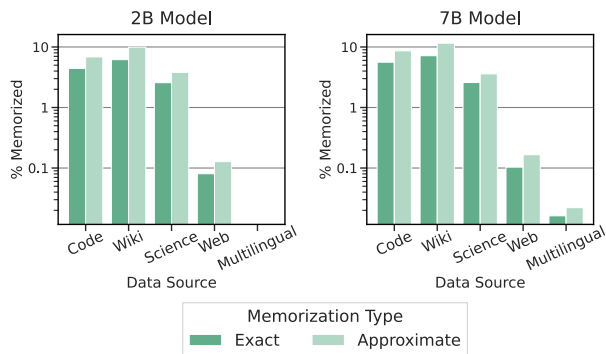 2B Model
% Memorized
10
1
0.1
Code
Wiki
Science
Web
Multilingual
Data Source
7B Model
% Memorized
10
1
0.1
Code
Wiki
Science
Web
Multilingual
Data Source
Memorization Type
Exact Approximate